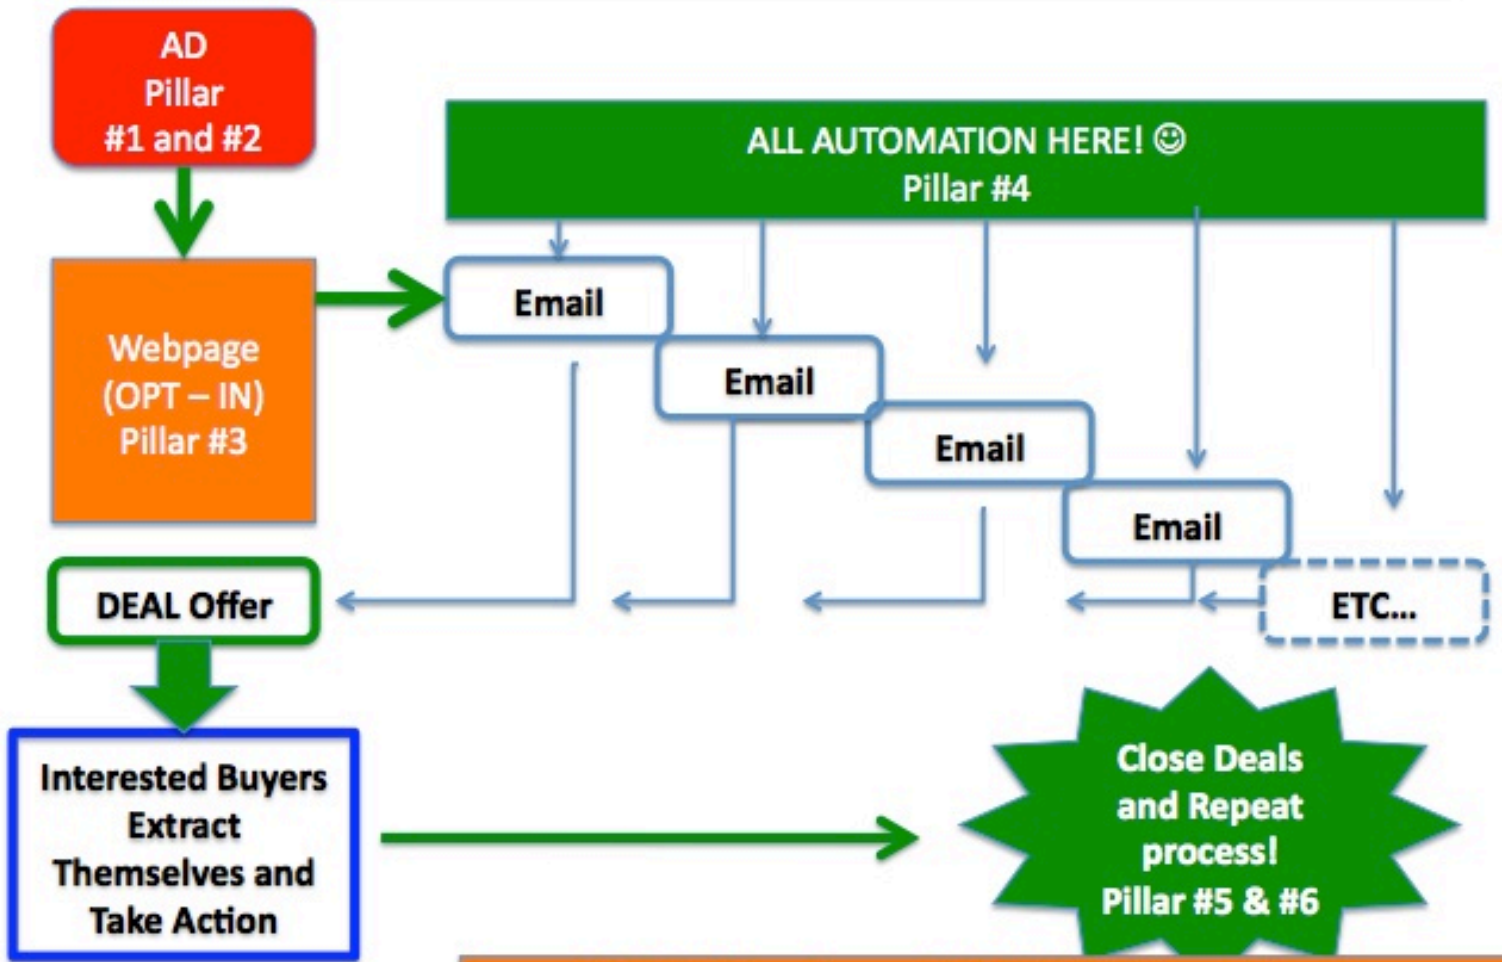 AD
Pillar
#1 and #2
ALL AUTOMATION HERE! ☺
Pillar #4
Webpage
(OPT – IN)
Pillar #3
Email
Email
Email
Email
ETC...
DEAL Offer
Interested Buyers
Extract
Themselves and
Take Action
Close Deals
and Repeat
process!
Pillar #5 & #6